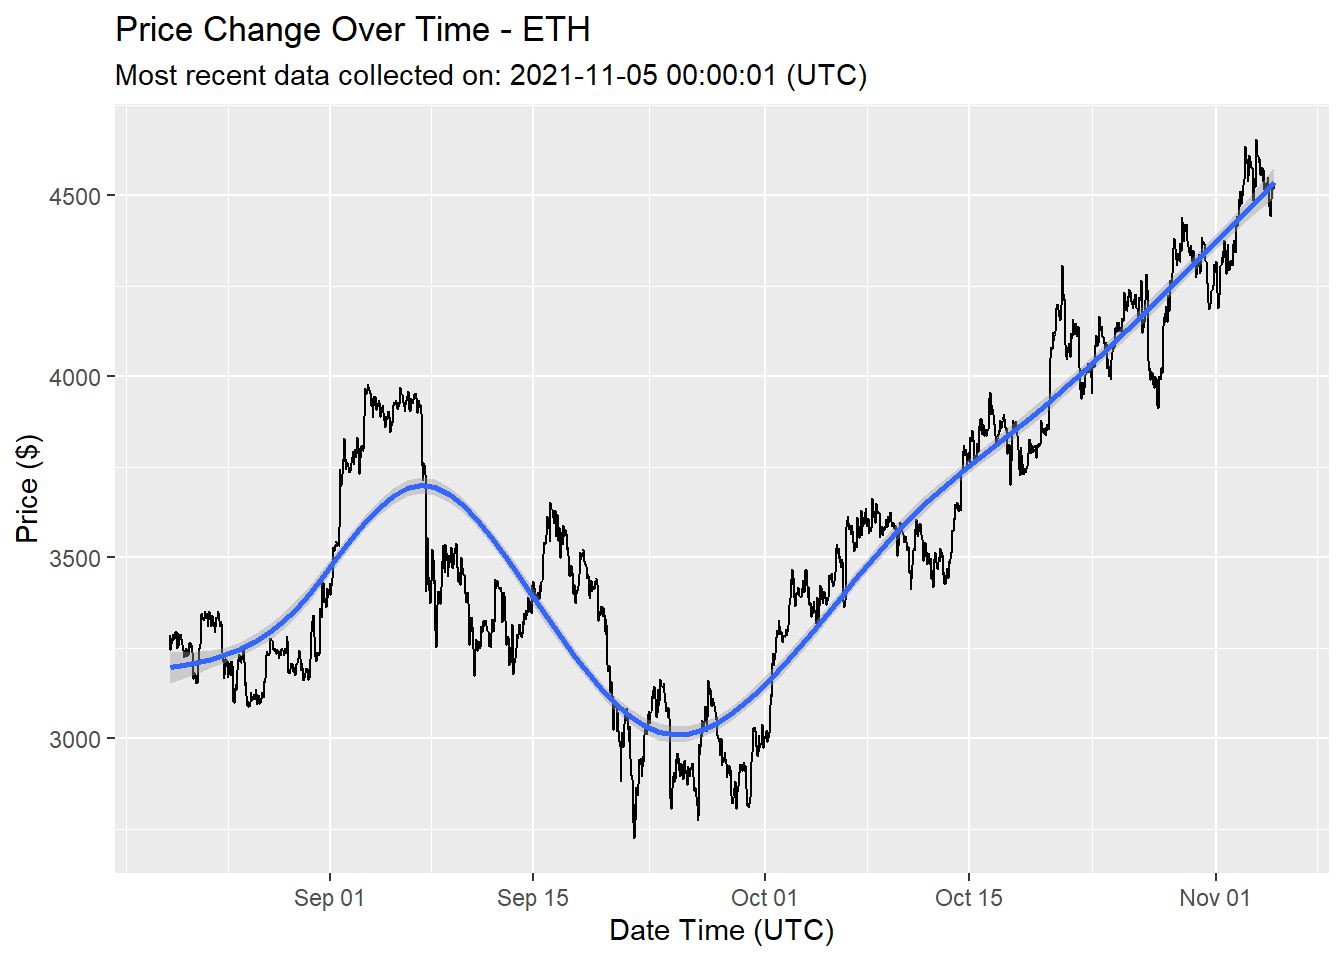 Price Change Over Time - ETH
Most recent data collected on: 2021-11-05 00:00:01 (UTC)
4500
4000
3500
3000
Price ($)
Sep 01
Sep 15
Oct 01
Oct 15
Nov 01
Date Time (UTC)